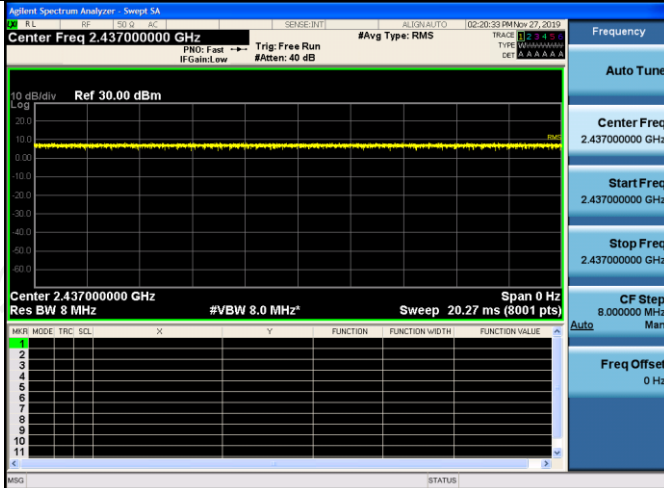 Agilent Spectrum Analyzer - Swept SA
RL RF 50 Ω AC SENSE:INT ALIGN AUTO 02:20:33 PM Nov 27, 2019
Center Freq 2.437000000 GHz #Avg Type: RMS TRACE 1 2 3 4 5 6
PNO: Fast Trig: Free Run TYPE
IFGain:Low #Atten: 40 dB DET A A A A A A
Frequency
Auto Tune
Center Freq
2.437000000 GHz
Start Freq
2.437000000 GHz
Stop Freq
2.437000000 GHz
CF Step
8.000000 MHz
Auto Man
Freq Offset
0 Hz
10 dB/div Ref 30.00 dBm
Log
20.0
10.0
0.00
-10.0
-20.0
-30.0
-40.0
-50.0
-60.0
RMS
Center 2.437000000 GHz Span 0 Hz
Res BW 8 MHz #VBW 8.0 MHz* Sweep 20.27 ms (8001 pts)
MKR MODE TRC SCL X Y FUNCTION FUNCTION WIDTH FUNCTION VALUE
1
2
3
4
5
6
7
8
9
10
11
MSG STATUS